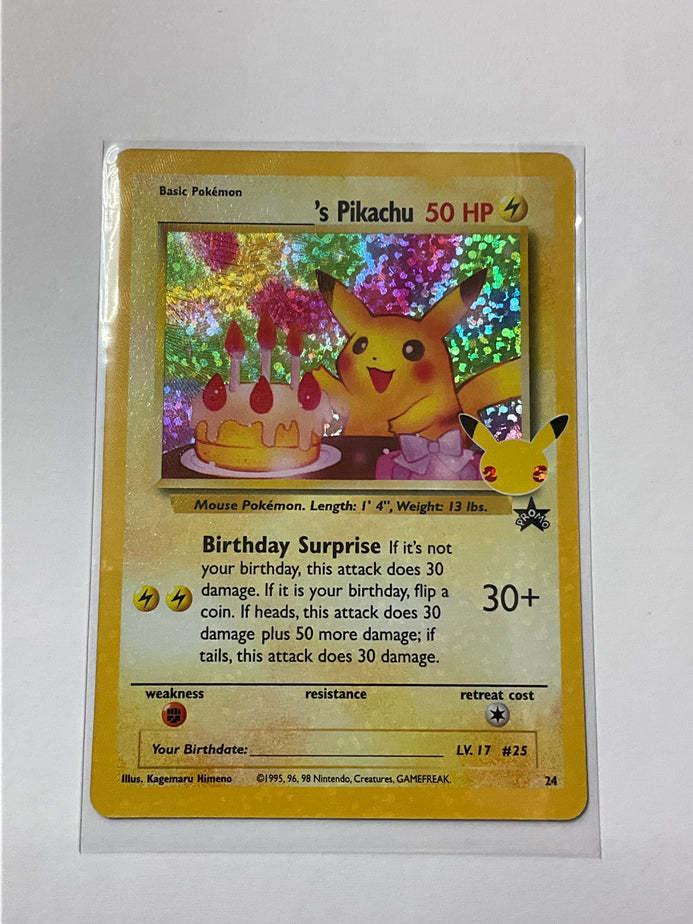 Basic Pokémon
____________'s Pikachu 50 HP
PROMO
Mouse Pokémon. Length: 1' 4", Weight: 13 lbs.
Birthday Surprise If it's not
your birthday, this attack does 30
damage. If it is your birthday, flip a
coin. If heads, this attack does 30
damage plus 50 more damage; if
tails, this attack does 30 damage.
30+
weakness resistance retreat cost
Your Birthdate: ____________ LV. 17 #25
Illus. Kagemaru Himeno ©1995, 96, 98 Nintendo, Creatures, GAMEFREAK. 24